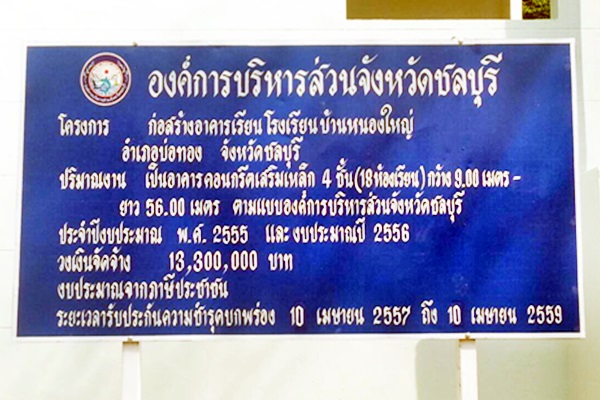 องค์การบริหารส่วนจังหวัดชลบุรี
โครงการ ก่อสร้างอาคารเรียน โรงเรียนบ้านหนองใหญ่
อำเภอบ่อทอง จังหวัดชลบุรี
ปริมาณงาน เป็นอาคารคอนกรีตเสริมเหล็ก 4 ชั้น (18 ห้องเรียน) กว้าง 9.00 เมตร -
ยาว 56.00 เมตร ตามแบบองค์การบริหารส่วนจังหวัดชลบุรี
ประจำปีงบประมาณ พ.ศ. 2555 และ งบประมาณปี 2556
วงเงินจัดจ้าง 13,300,000 บาท
งบประมาณจากภาษีประชาชน
ระยะเวลารับประกันความชำรุดบกพร่อง 10 เมษายน 2557 ถึง 10 เมษายน 2559